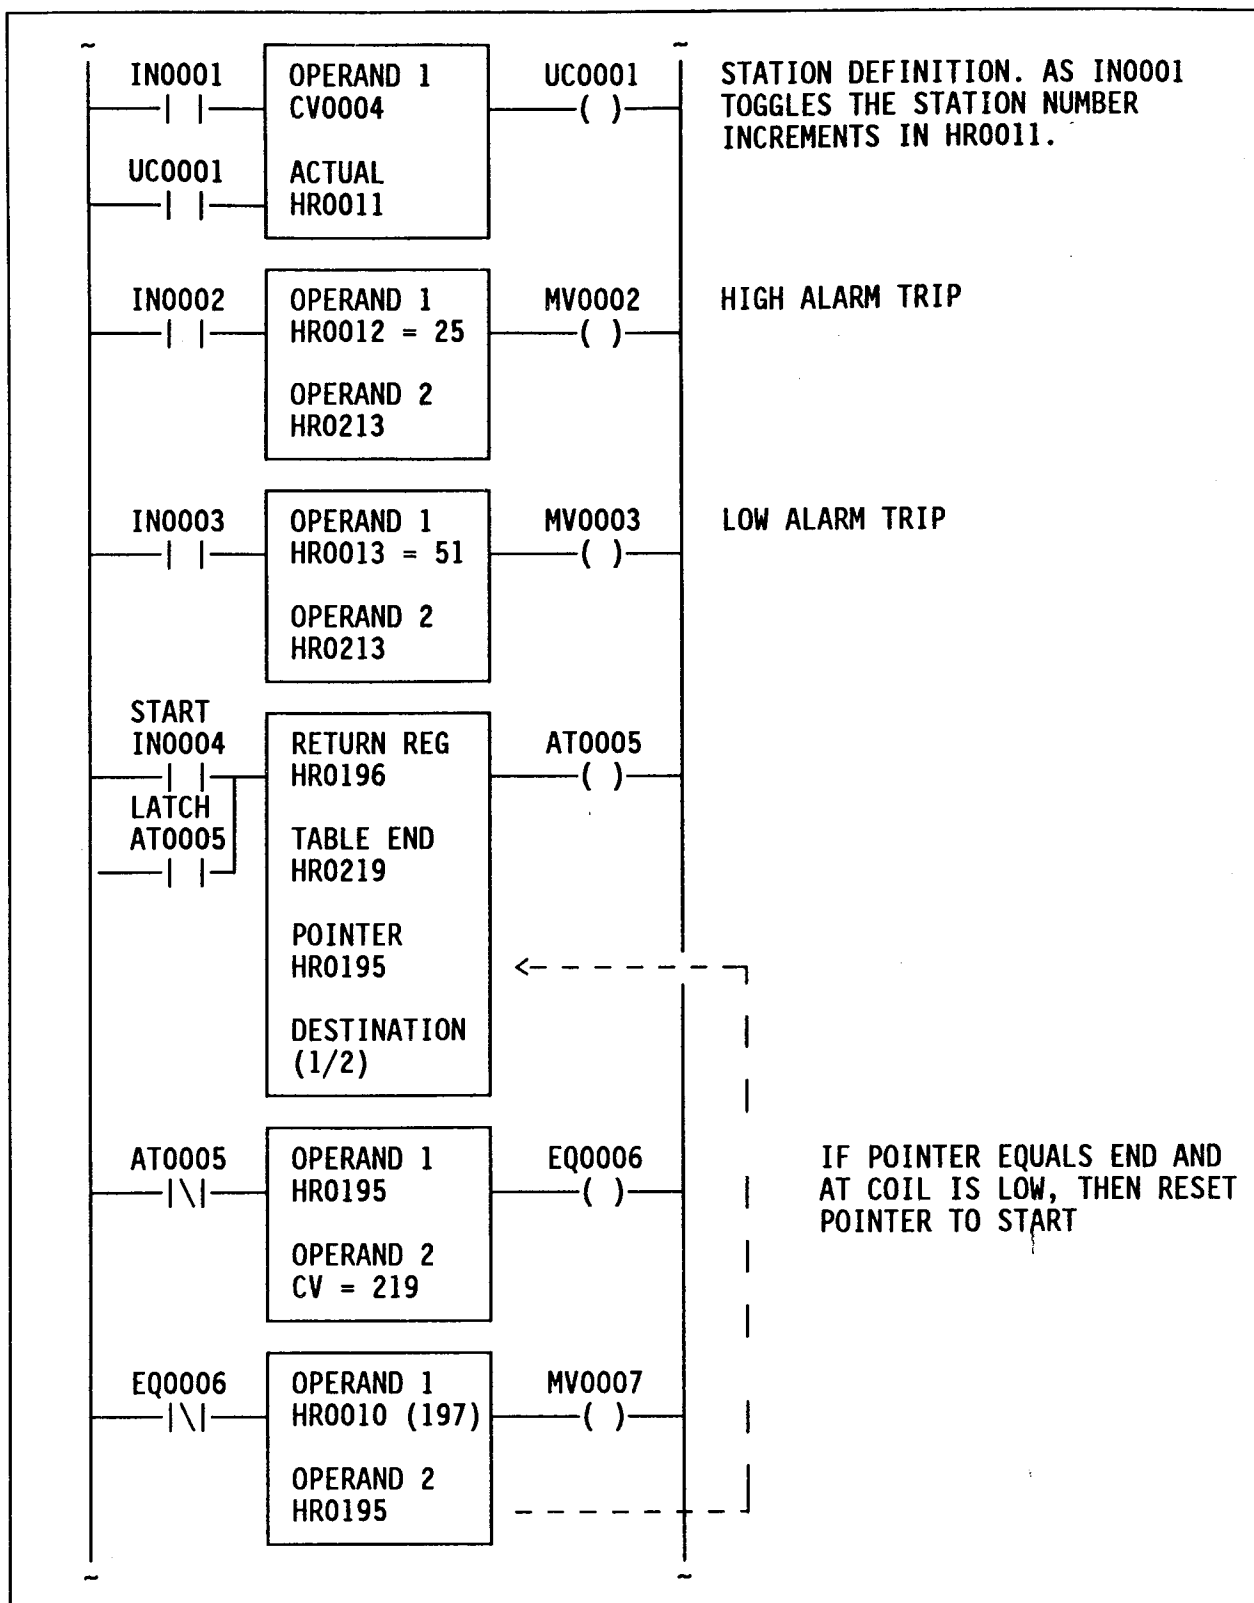 IN0001
OPERAND 1
CV0004
UC0001
STATION DEFINITION. AS IN0001
TOGGLES THE STATION NUMBER
INCREMENTS IN HR0011.
UC0001
ACTUAL
HR0011
IN0002
OPERAND 1
HR0012 = 25
MV0002
HIGH ALARM TRIP
OPERAND 2
HR0213
IN0003
OPERAND 1
HR0013 = 51
MV0003
LOW ALARM TRIP
OPERAND 2
HR0213
START
IN0004
RETURN REG
HR0196
AT0005
LATCH
AT0005
TABLE END
HR0219
POINTER
HR0195
DESTINATION
(1/2)
AT0005
OPERAND 1
HR0195
EQ0006
IF POINTER EQUALS END AND
AT COIL IS LOW, THEN RESET
POINTER TO START
OPERAND 2
CV = 219
EQ0006
OPERAND 1
HR0010 (197)
MV0007
OPERAND 2
HR0195